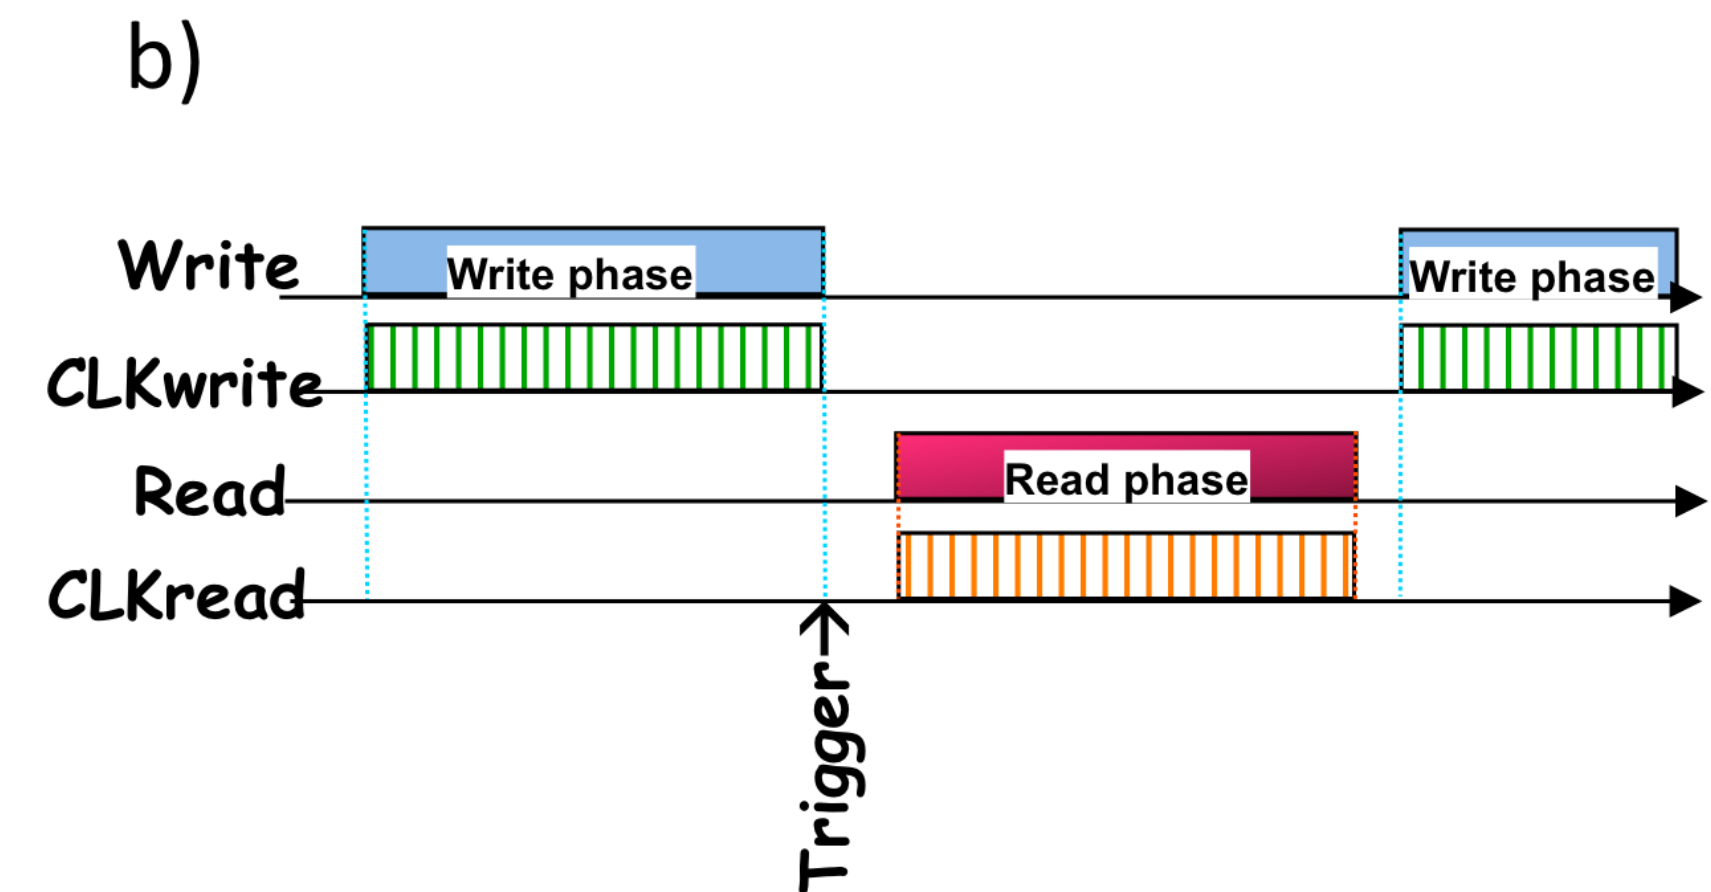 b)
Write
Write phase
Write phase
CLKwrite
Read
Read phase
CLKread
Trigger